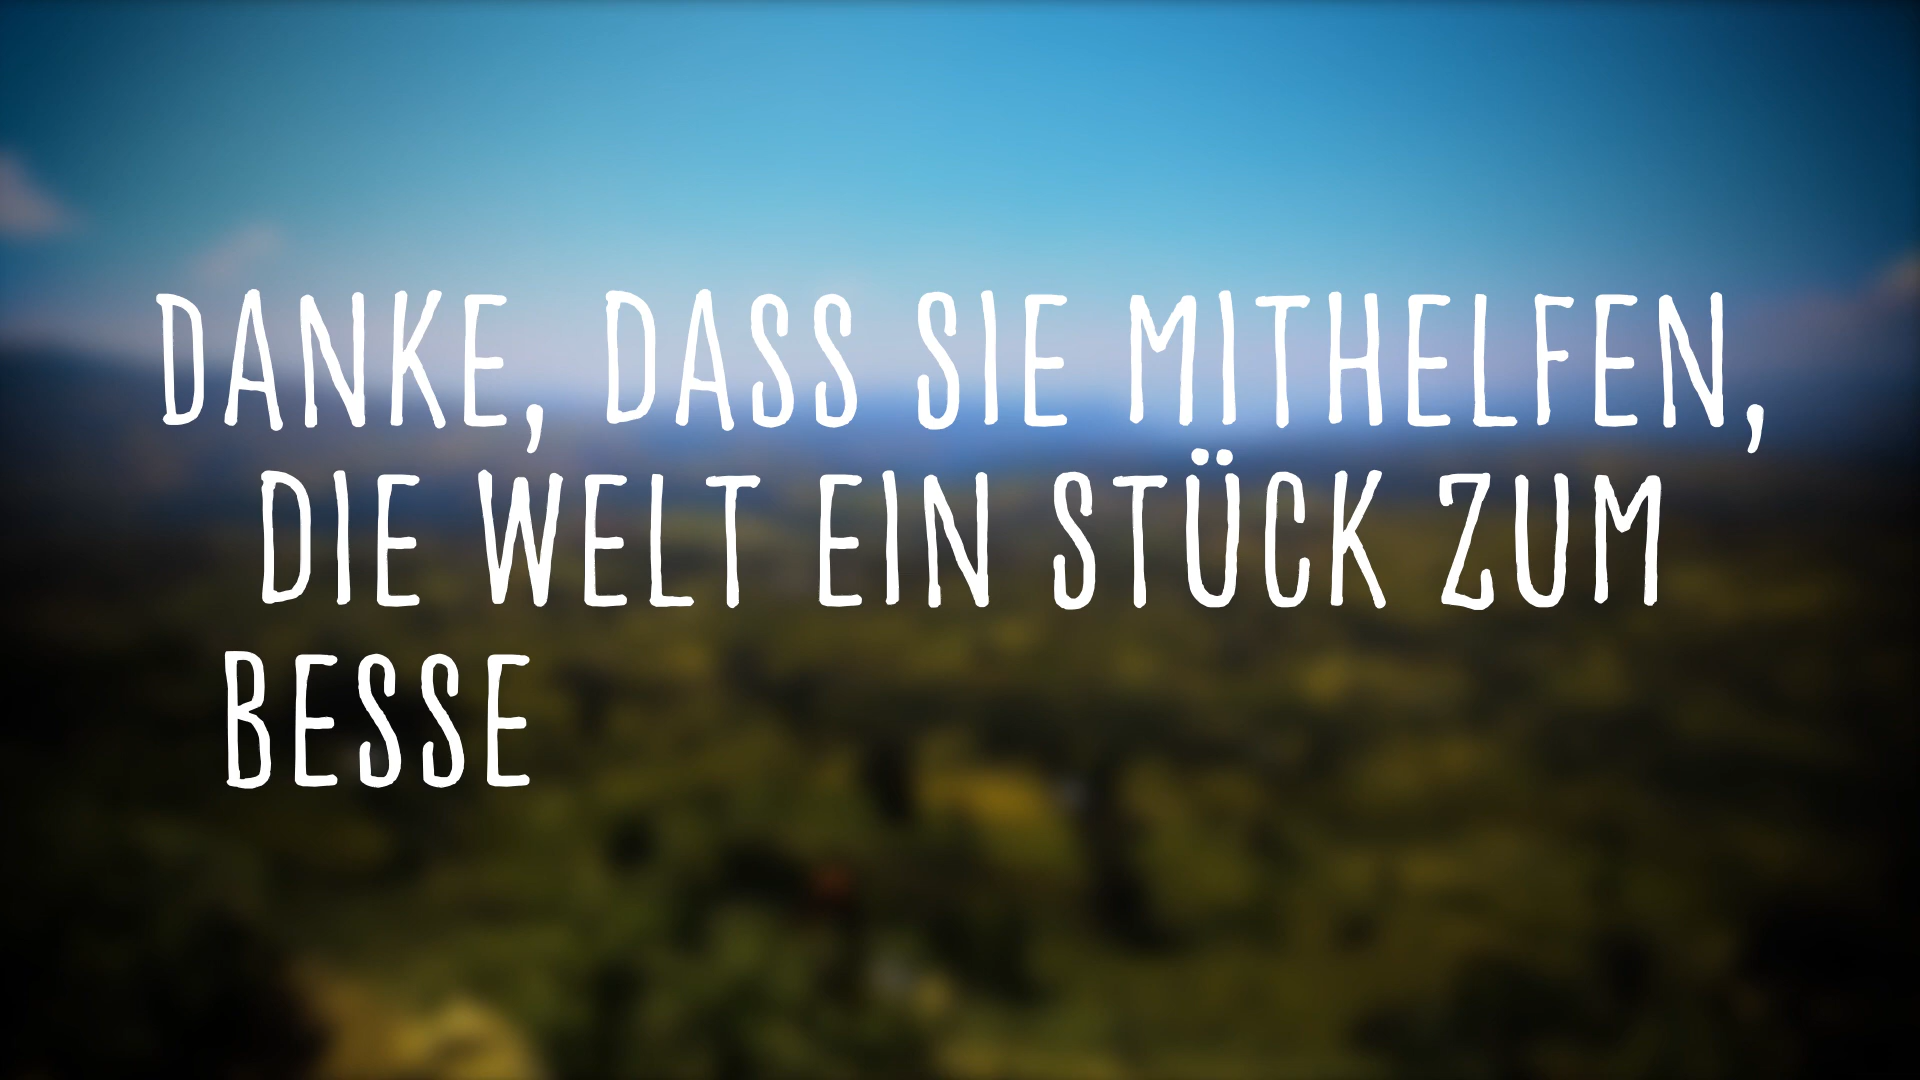 DANKE, DASS SIE MITHELFEN,
DIE WELT EIN STÜCK ZUM
BESSE